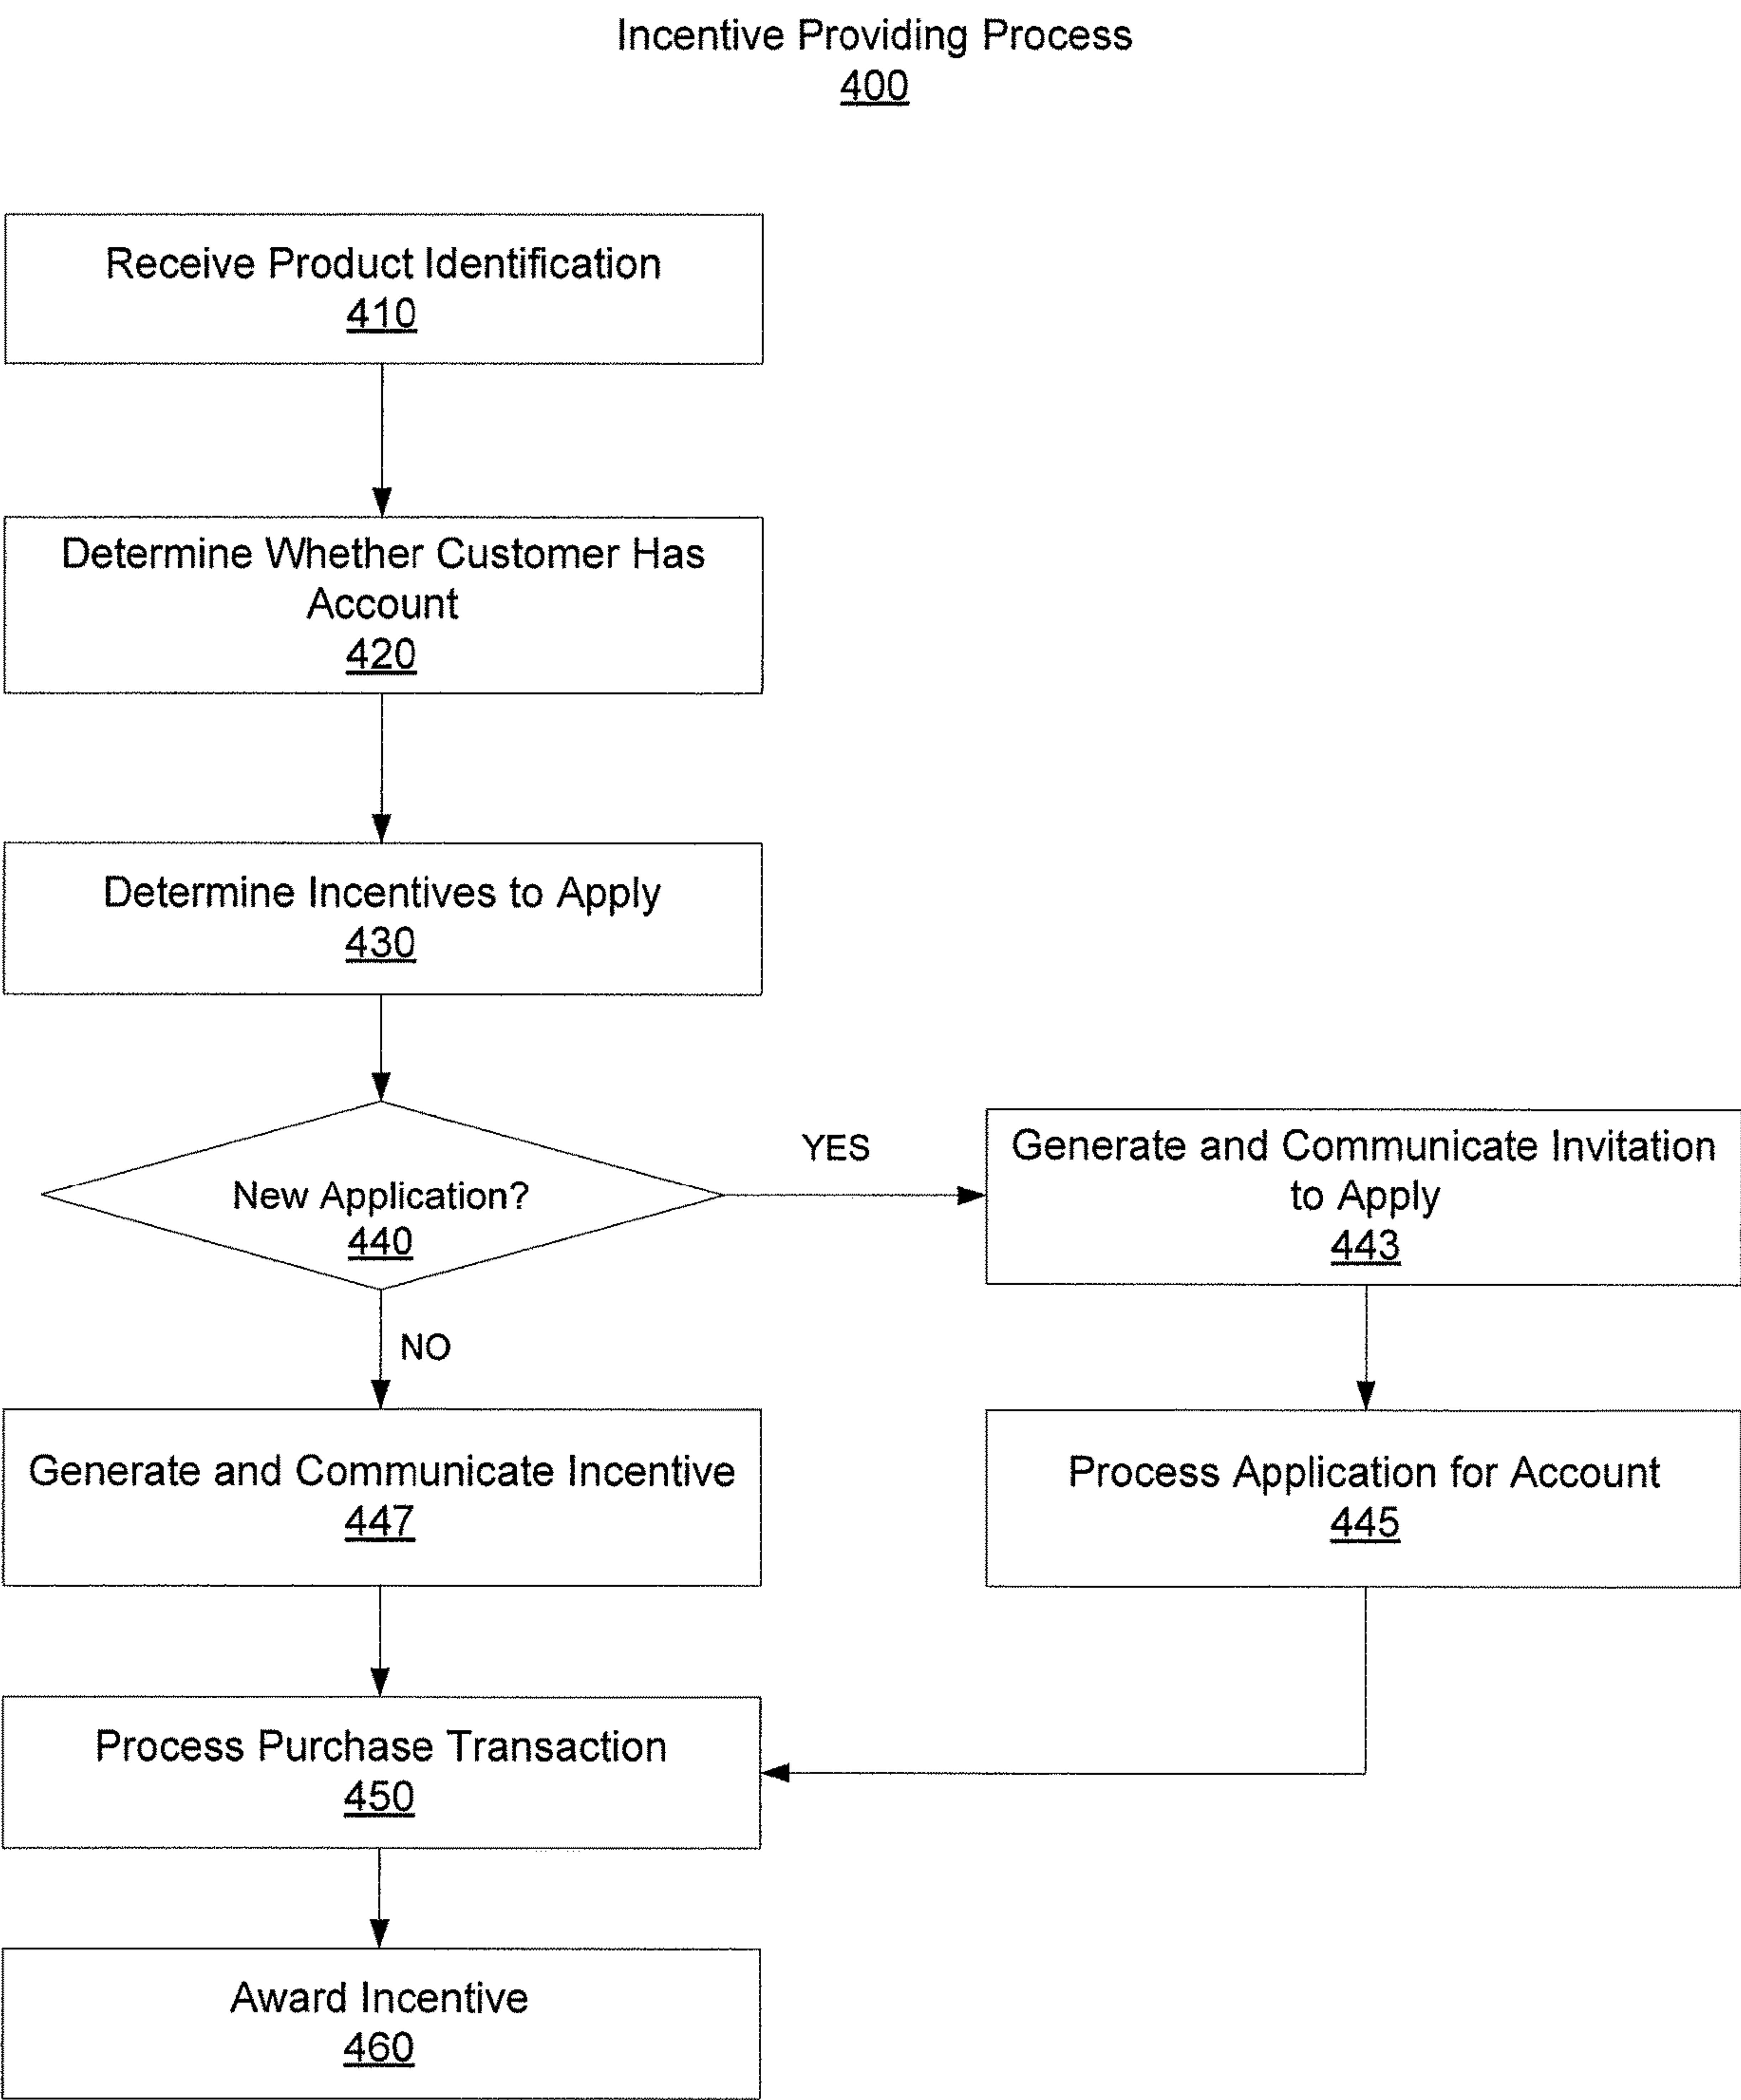 Incentive Providing Process
400
Receive Product Identification
410
Determine Whether Customer Has
Account
420
Determine Incentives to Apply
430
New Application?
440
YES
Generate and Communicate Invitation
to Apply
443
NO
Generate and Communicate Incentive
447
Process Application for Account
445
Process Purchase Transaction
450
Award Incentive
460